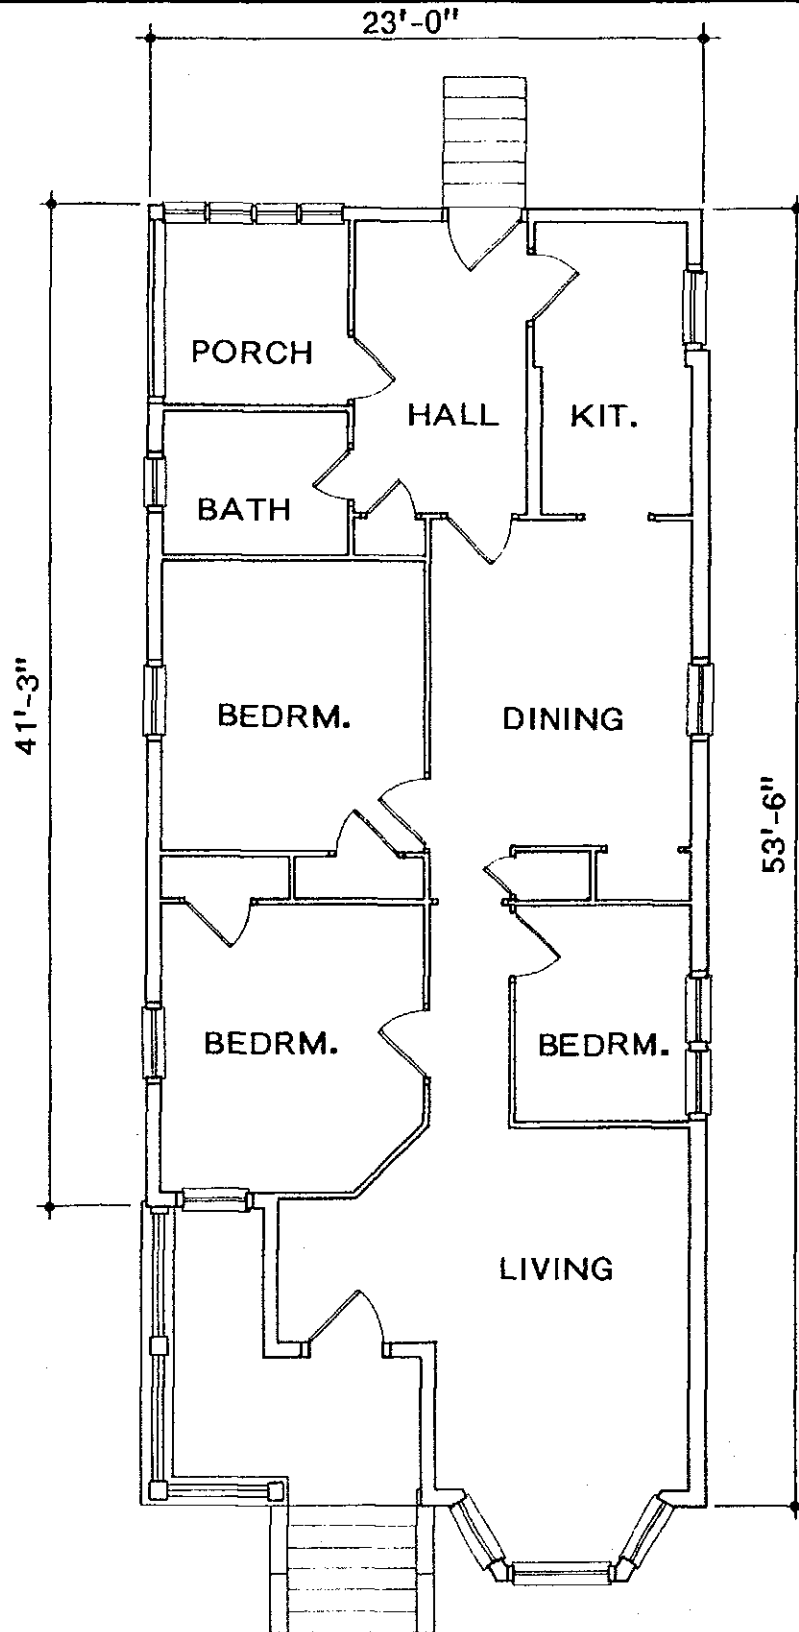 23'-0"
PORCH
HALL
KIT.
BATH
41'-3"
BEDRM.
DINING
53'-6"
BEDRM.
BEDRM.
LIVING